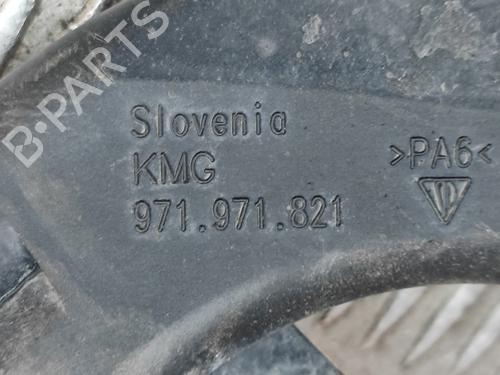 B-PARTS
Slovenia
KMG
971.971.821
>PA6<